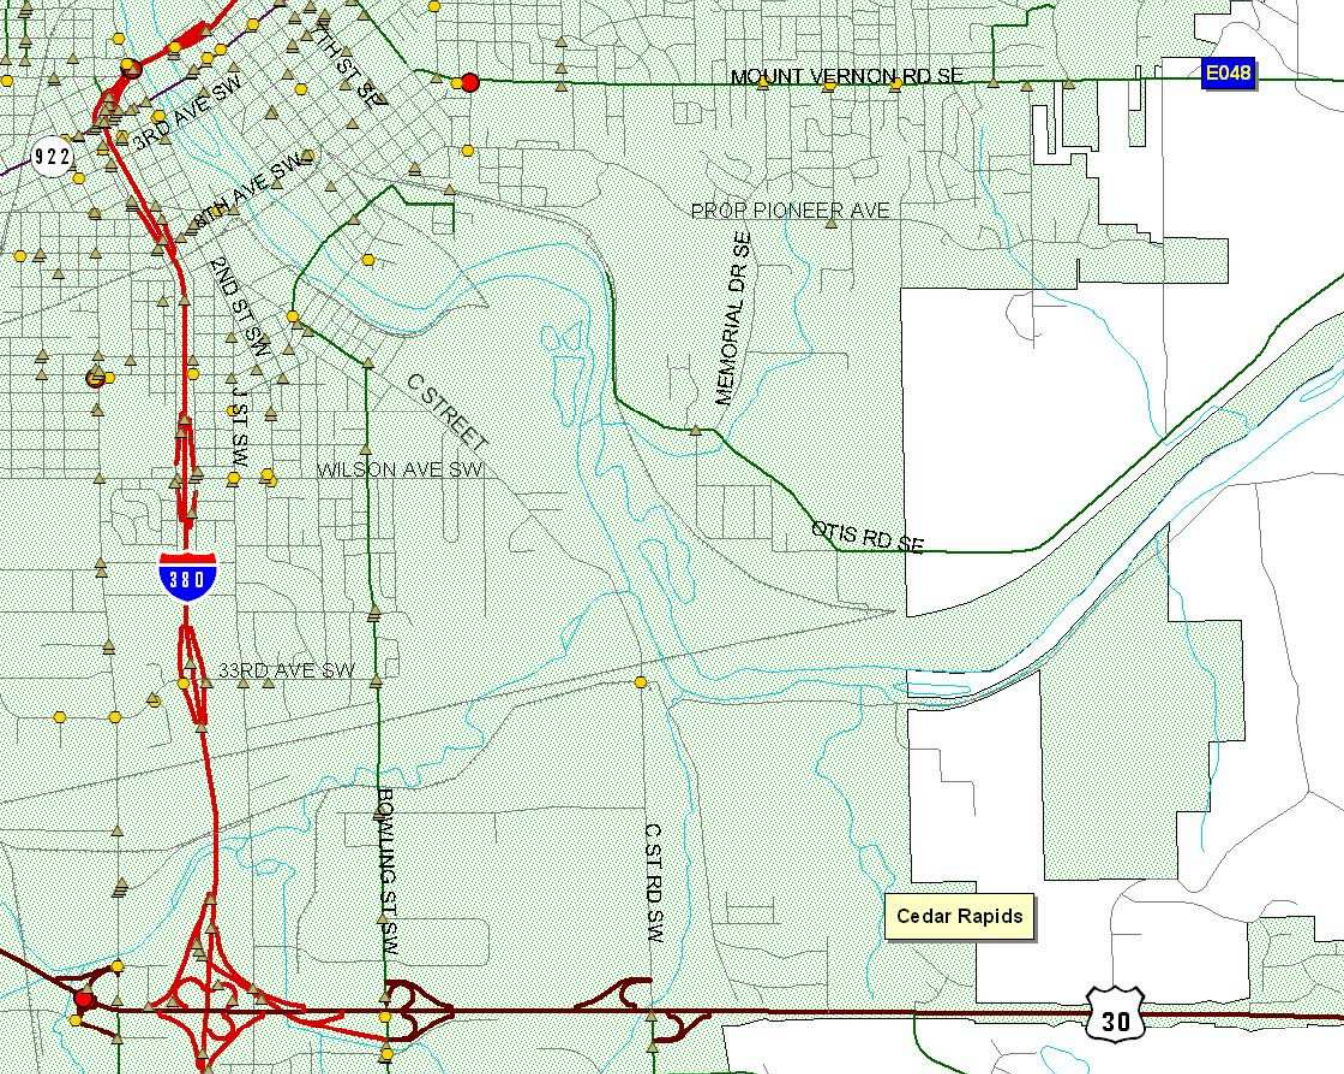 7TH ST SE
MOUNT VERNON RD SE
E048
3RD AVE SW
922
8TH AVE SW
PROP PIONEER AVE
2ND ST SW
MEMORIAL DR SE
J ST SW
C STREET
WILSON AVE SW
OTIS RD SE
380
33RD AVE SW
BOWLING ST SW
C ST RD SW
Cedar Rapids
30